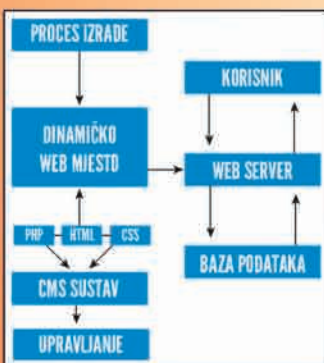 PROCES IZRADE
DINAMIČKO
WEB MJESTO
PHP
HTML
CSS
CMS SUSTAV
UPRAVLJANJE
KORISNIK
WEB SERVER
BAZA PODATAKA